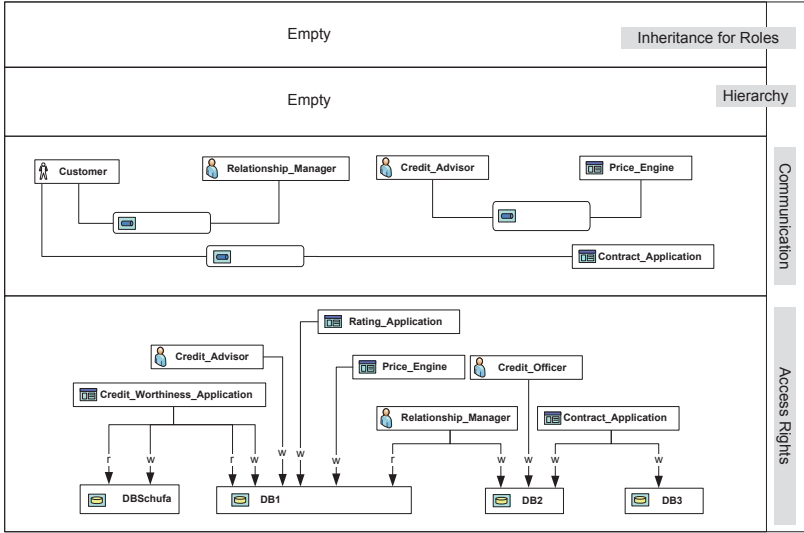 Empty
Inheritance for Roles
Empty
Hierarchy
Customer
Relationship_Manager
Credit_Advisor
Price_Engine
Contract_Application
Communication
Rating_Application
Credit_Advisor
Price_Engine
Credit_Officer
Credit_Worthiness_Application
Relationship_Manager
Contract_Application
Access Rights
r w r w w w w r w w w w
DBSchufa
DB1
DB2
DB3